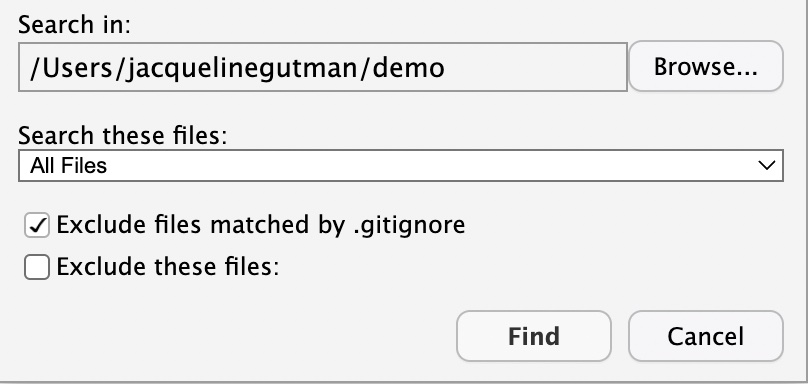 Search in:
/Users/jacquelinegutman/demo
Browse...
Search these files:
All Files
Exclude files matched by .gitignore
Exclude these files:
Find
Cancel